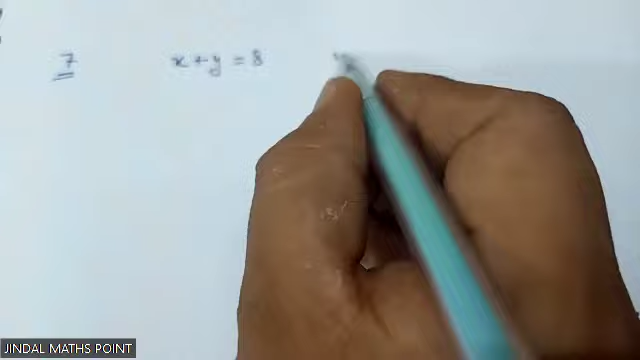 7 x + y = 8
JINDAL MATHS POINT